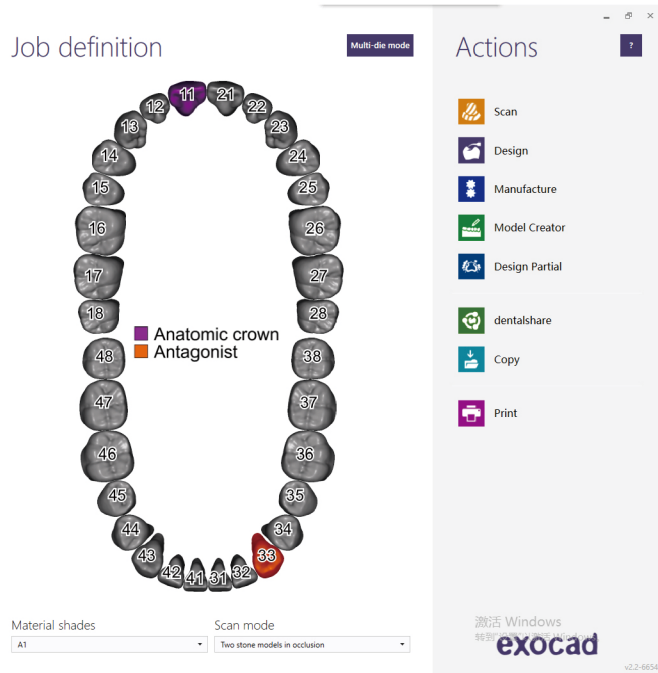 Job definition
Multi-die mode
11 21
12 22
13 23
14 24
15 25
16 26
17 27
18 28
Anatomic crown
Antagonist
48 38
47 37
46 36
45 35
44 34
43 33
42 41 31 32
Material shades
A1
Scan mode
Two stone models in occlusion
Actions
?
Scan
Design
Manufacture
Model Creator
Design Partial
dentalshare
Copy
Print
激活 Windows
exocad
v2.2-6654